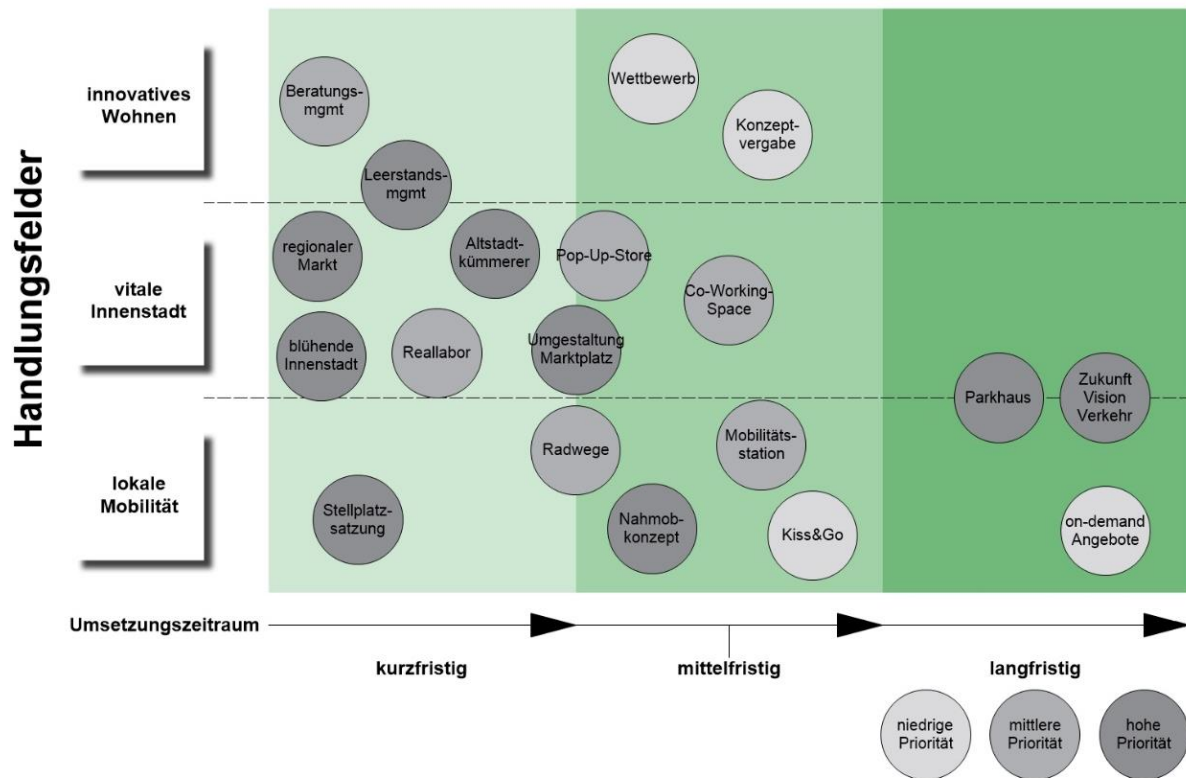 Handlungsfelder
innovatives
Wohnen
Beratungs-
mgmt
Leerstands-
mgmt
Wettbewerb
Konzept-
vergabe
vitale
Innenstadt
regionaler
Markt
Altstadt-
kümmerer
Pop-Up-Store
Co-Working-
Space
blühende
Innenstadt
Reallabor
Umgestaltung
Marktplatz
Parkhaus
Zukunft
Vision
Verkehr
lokale
Mobilität
Radwege
Mobilitäts-
station
Stellplatz-
satzung
Nahmob-
konzept
Kiss&Go
on-demand
Angebote
Umsetzungszeitraum
kurzfristig
mittelfristig
langfristig
niedrige
Priorität
mittlere
Priorität
hohe
Priorität